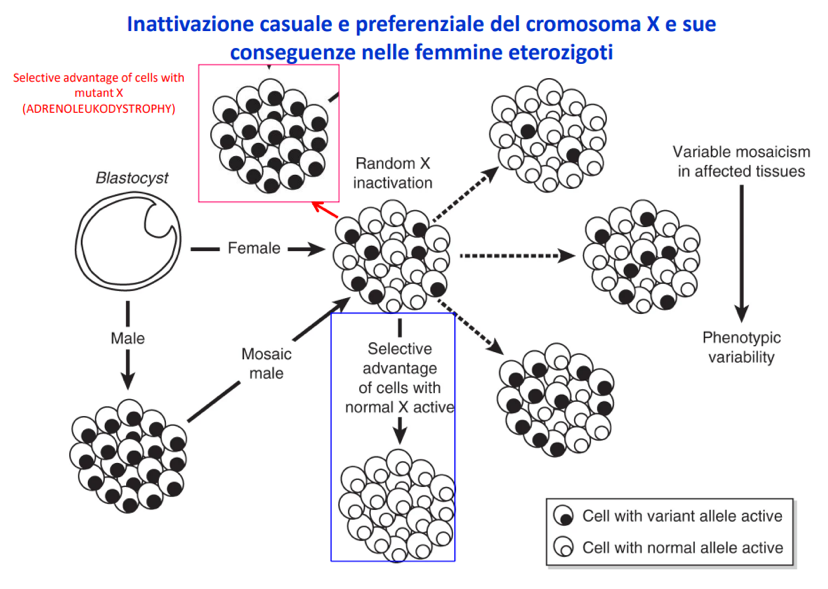 Inattivazione casuale e preferenziale del cromosoma X e sue
conseguenze nelle femmine eterozigoti
Selective advantage of cells with
mutant X
(ADRENOLEUKODYSTROPHY)
Blastocyst
Random X
inactivation
Variable mosaicism
in affected tissues
Female
Male
Mosaic
male
Selective
advantage
of cells with
normal X active
Phenotypic
variability
Cell with variant allele active
Cell with normal allele active